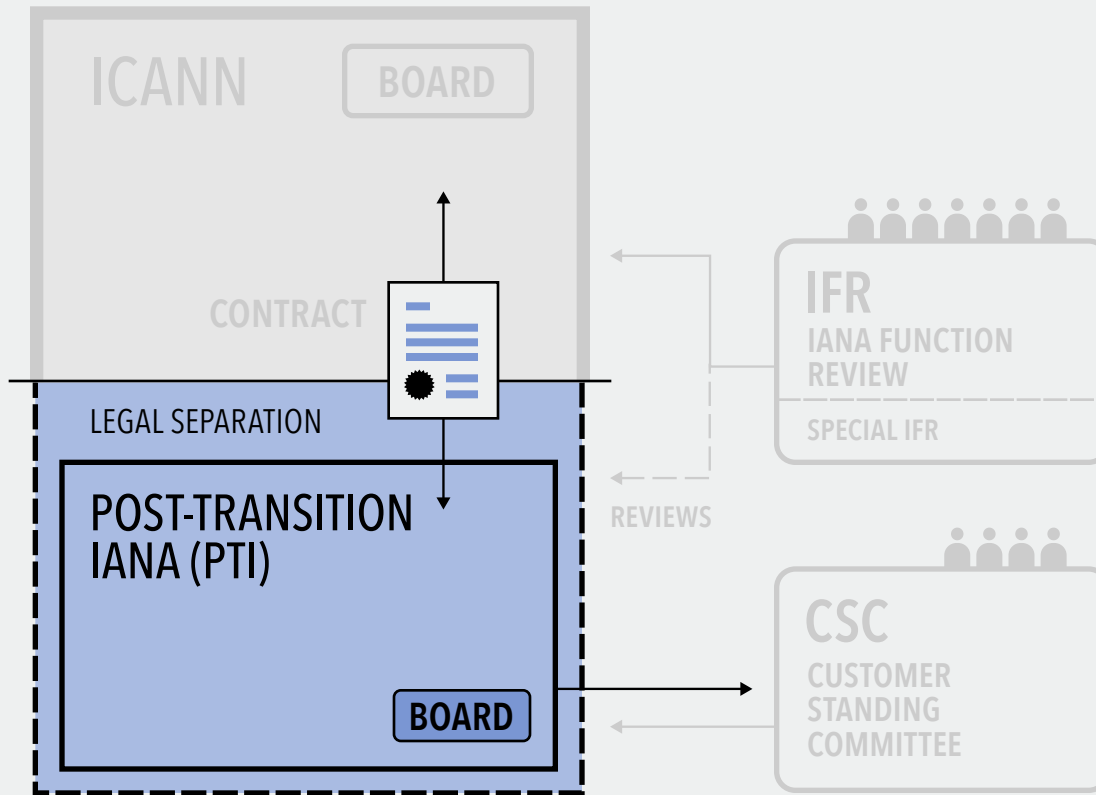 ICANN
BOARD
CONTRACT
LEGAL SEPARATION
POST-TRANSITION
IANA (PTI)
BOARD
IFR
IANA FUNCTION
REVIEW
SPECIAL IFR
REVIEWS
CSC
CUSTOMER
STANDING
COMMITTEE